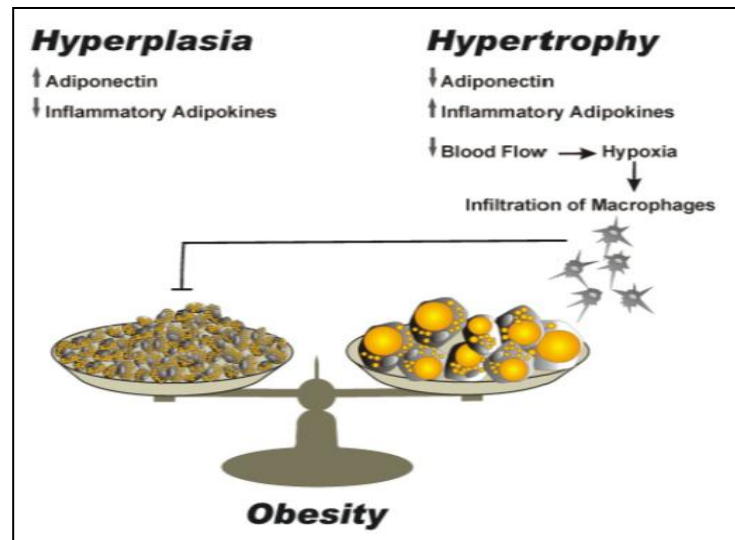 Hyperplasia
↑ Adiponectin
↓ Inflammatory Adipokines
Hypertrophy
↓ Adiponectin
↑ Inflammatory Adipokines
↓ Blood Flow → Hypoxia
↓
Infiltration of Macrophages
Obesity